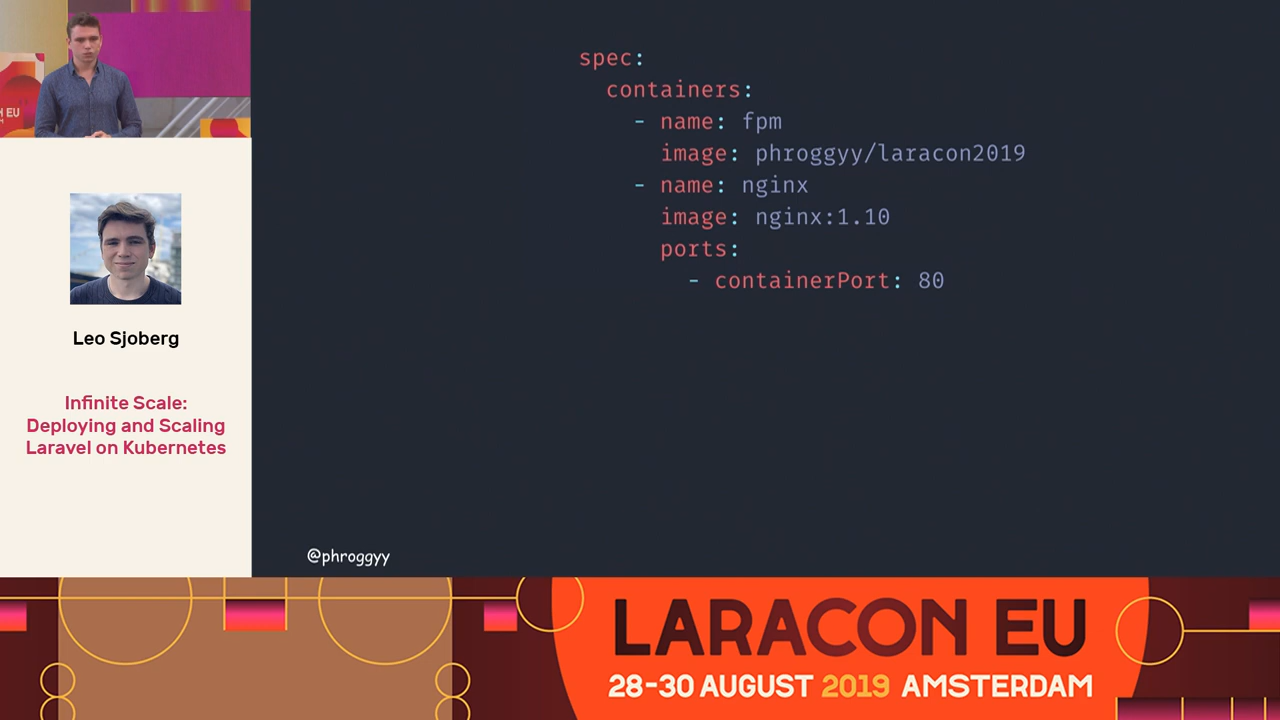 EU
Leo Sjoberg
Infinite Scale:
Deploying and Scaling
Laravel on Kubernetes
spec:
  containers:
    - name: fpm
      image: phroggyy/laracon2019
    - name: nginx
      image: nginx:1.10
      ports:
        - containerPort: 80
@phroggyy
LARACON EU
28-30 AUGUST 2019 AMSTERDAM